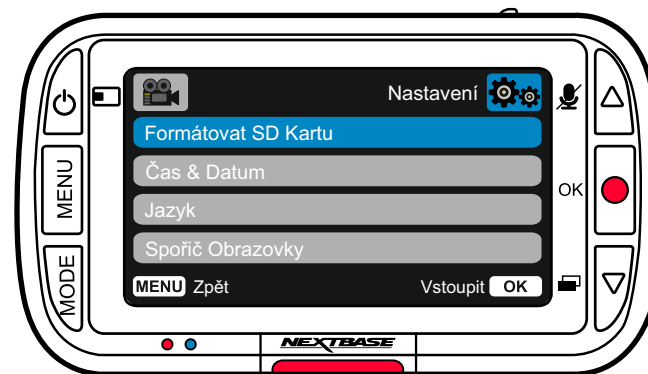 Nastavení
Formátovat SD Kartu
Čas & Datum
Jazyk
Spořič Obrazovky
MENU Zpět
Vstoupit OK
MENU
MODE
OK
NEXTBASE